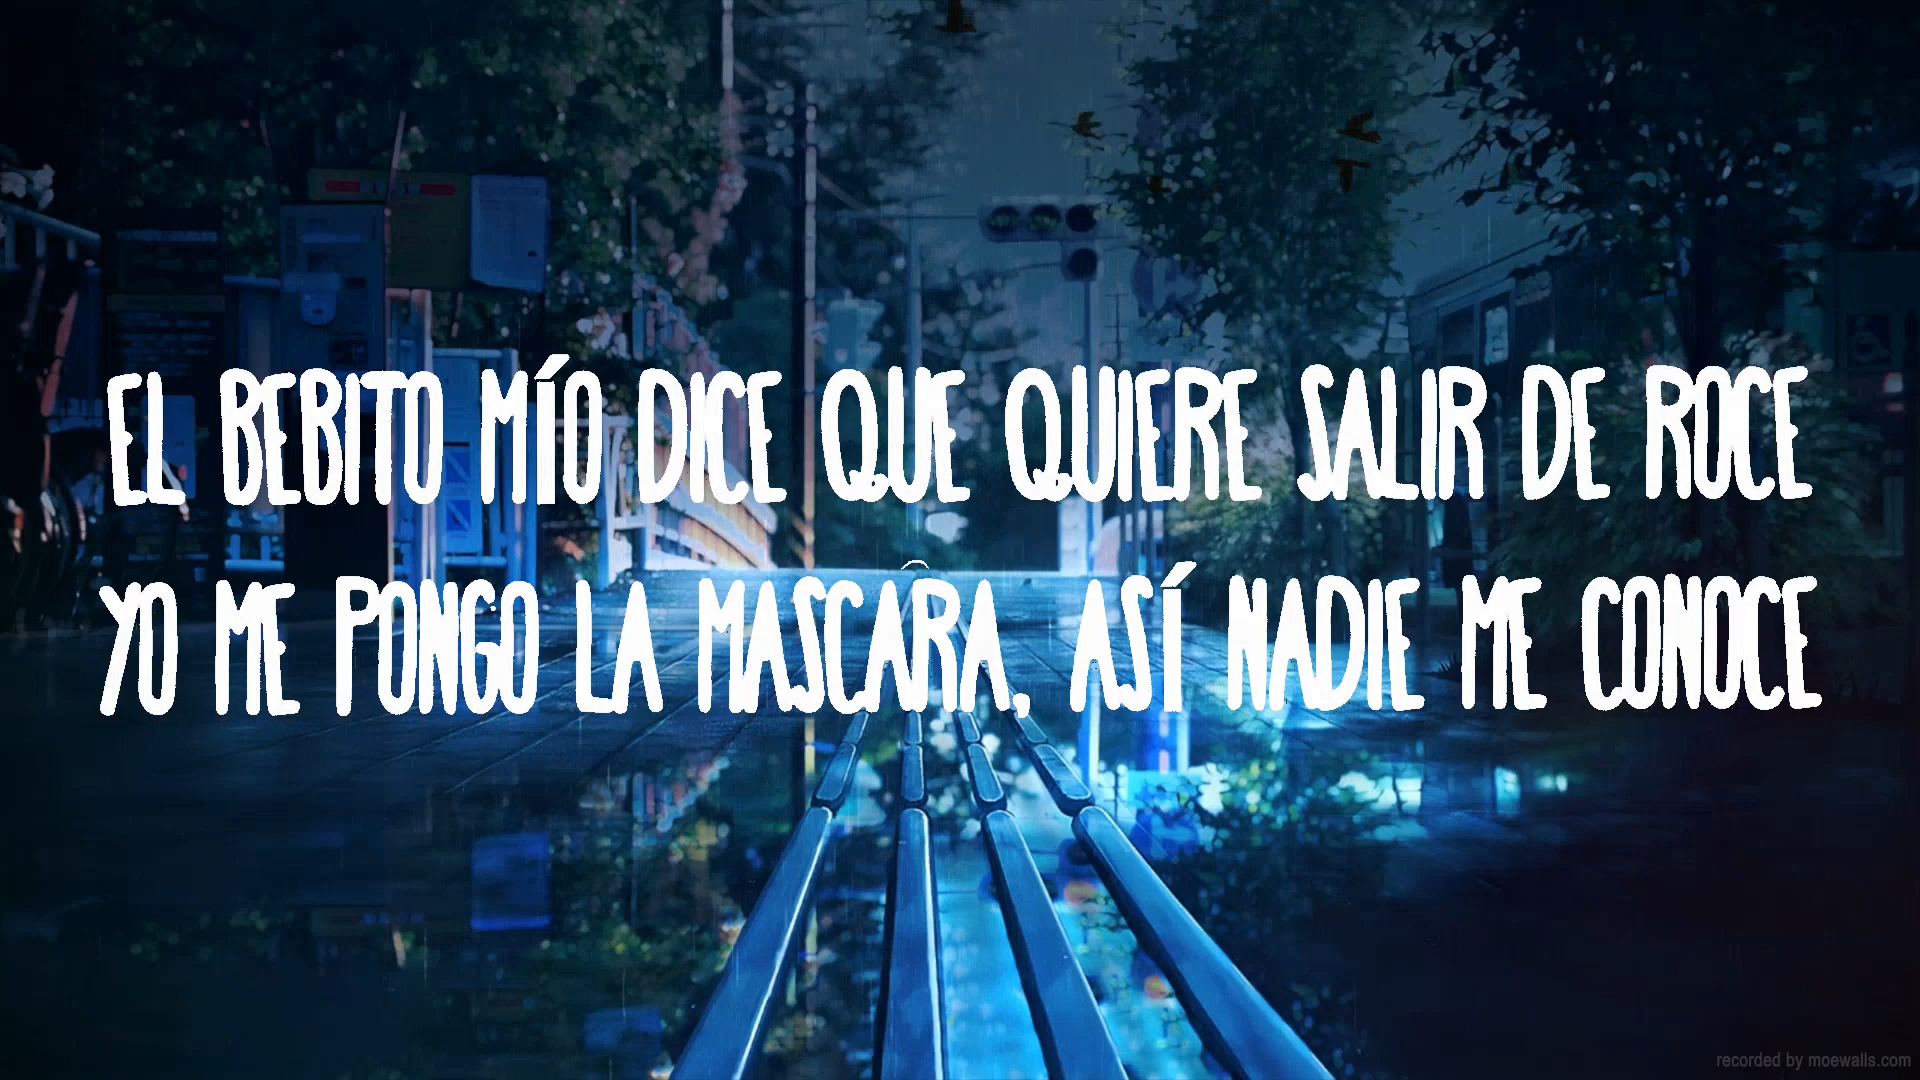 EL BEBITO MÍO DICE QUE QUIERE SALIR DE ROCE
YO ME PONGO LA MASCARA, ASÍ NADIE ME CONOCE
recorded by moewalls.com